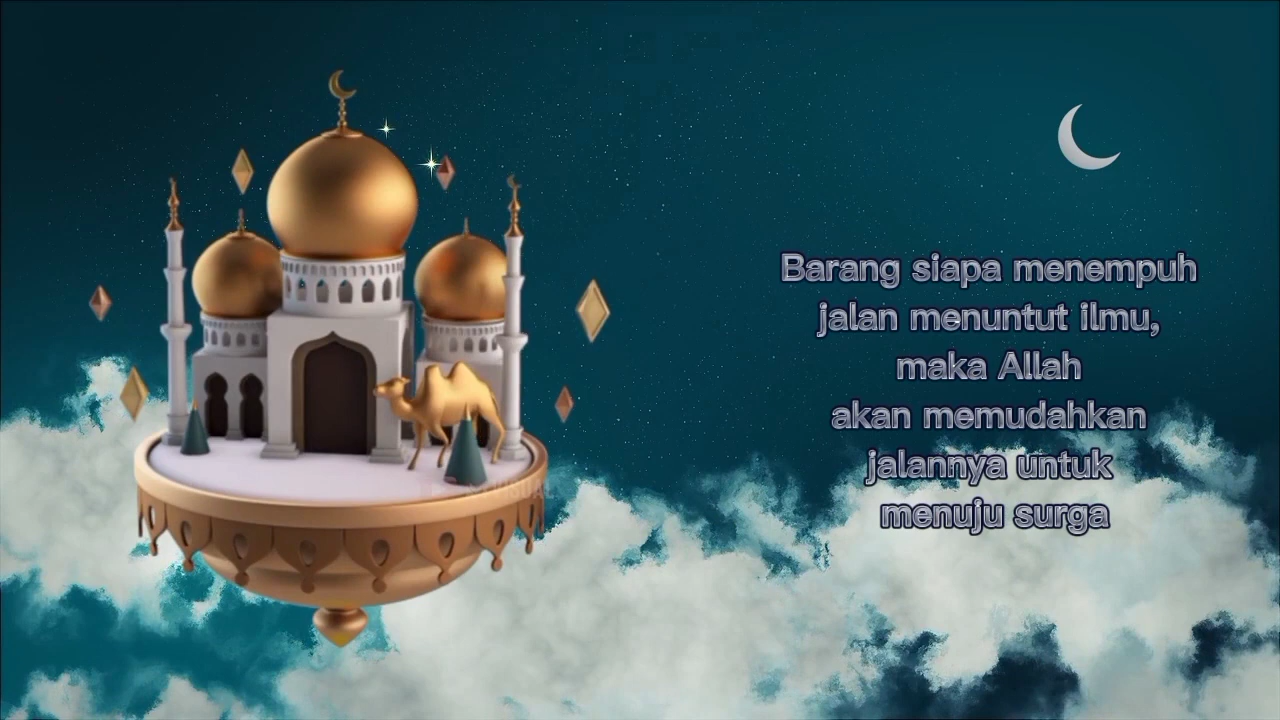 Barang siapa menempuh
jalan menuntut ilmu,
maka Allah
akan memudahkan
jalannya untuk
menuju surga